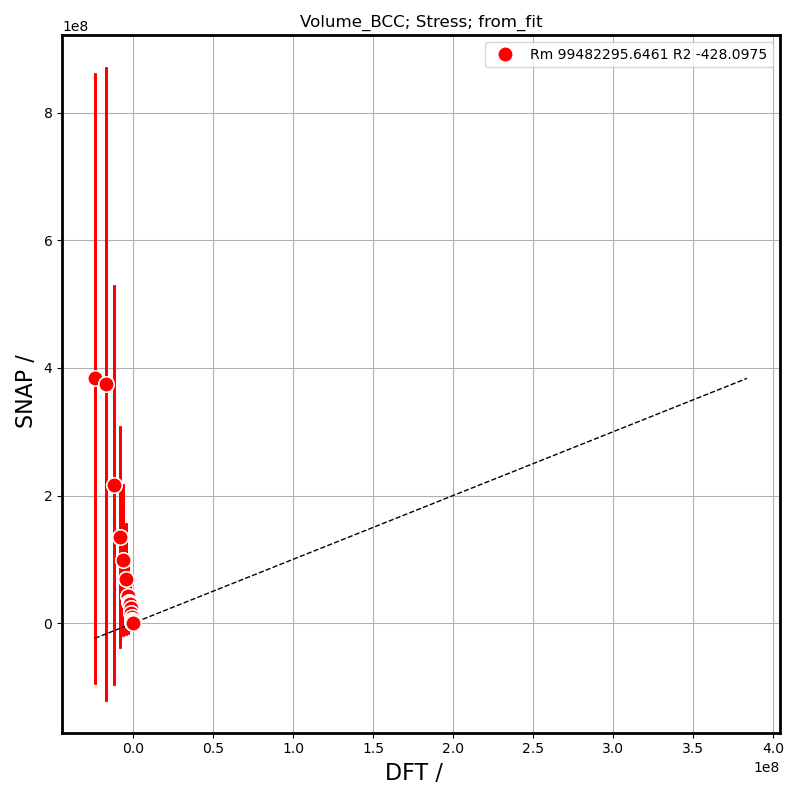 Volume_BCC; Stress; from_fit
1e8
Rm 99482295.6461 R2 -428.0975
8
6
4
2
0
SNAP /
0.0 0.5 1.0 1.5 2.0 2.5 3.0 3.5 4.0
1e8
DFT /